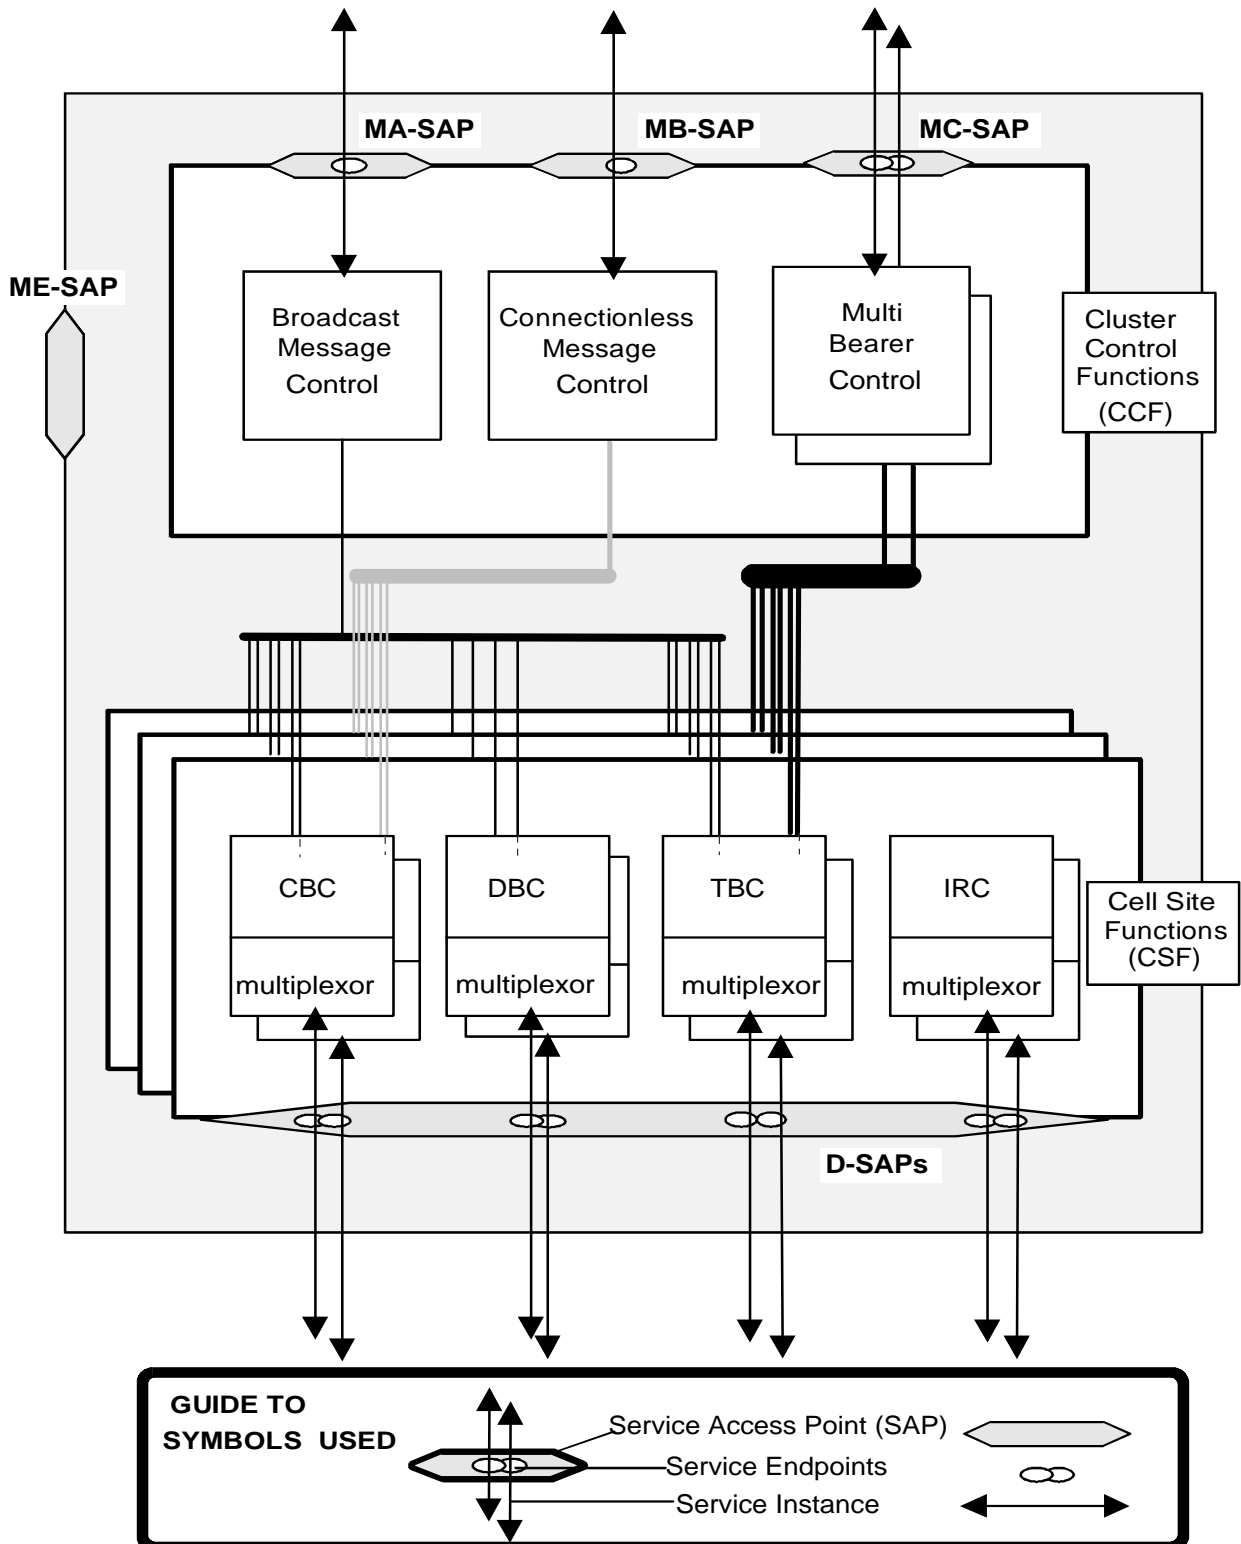 MA-SAP
MB-SAP
MC-SAP
ME-SAP
Broadcast
Message
Control
Connectionless
Message
Control
Multi
Bearer
Control
Cluster
Control
Functions
(CCF)
CBC
DBC
TBC
IRC
multiplexor
multiplexor
multiplexor
multiplexor
Cell Site
Functions
(CSF)
D-SAPs
GUIDE TO
SYMBOLS USED
Service Access Point (SAP)
Service Endpoints
Service Instance